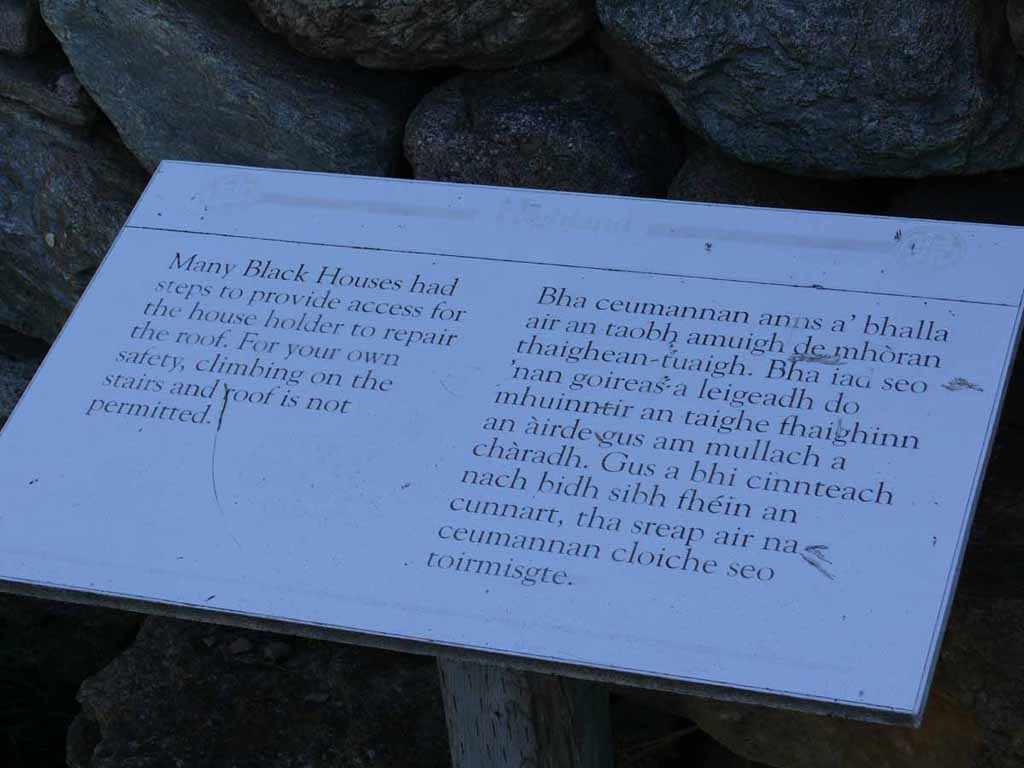 Many Black Houses had
steps to provide access for
the house holder to repair
the roof. For your own
safety, climbing on the
stairs and roof is not
permitted.
Bha ceumannan anns a' bhalla
air an taobh amuigh de mhòran
thaighean-tuaigh. Bha iad seo
'nan goireas a leigeadh do
mhuinntir an taighe fhaighinn
an àirde gus am mullach a
chàradh. Gus a bhi cinnteach
nach bidh sibh fhéin an
cunnart, tha sreap air na
ceumannan cloiche seo
toirmisgte.